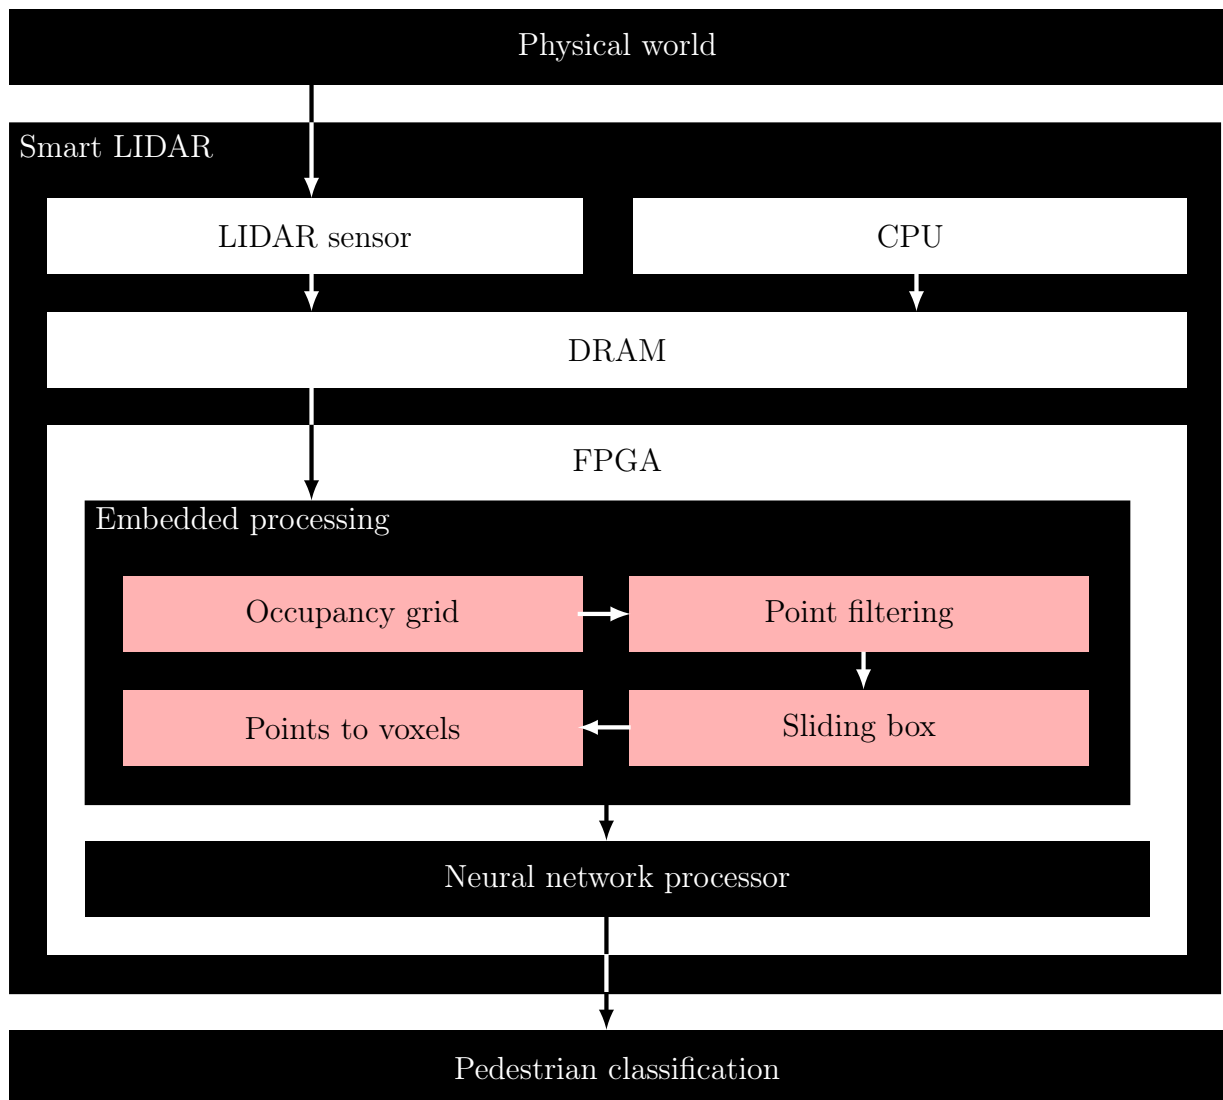 Physical world
Smart LIDAR
LIDAR sensor
CPU
DRAM
FPGA
Embedded processing
Occupancy grid
Point filtering
Points to voxels
Sliding box
Neural network processor
Pedestrian classification